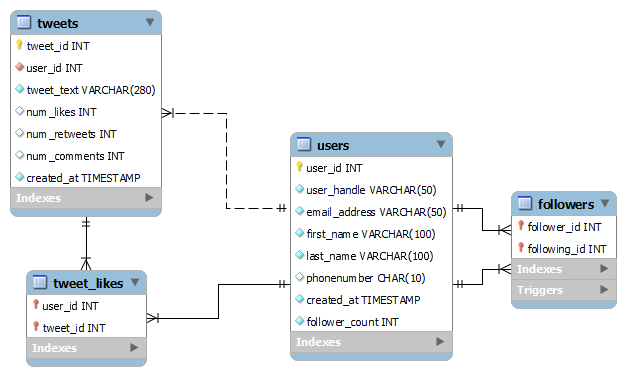 tweets
tweet_id INT
user_id INT
tweet_text VARCHAR(280)
num_likes INT
num_retweets INT
num_comments INT
created_at TIMESTAMP
Indexes
users
user_id INT
user_handle VARCHAR(50)
email_address VARCHAR(50)
first_name VARCHAR(100)
last_name VARCHAR(100)
phonenumber CHAR(10)
created_at TIMESTAMP
follower_count INT
Indexes
followers
follower_id INT
following_id INT
Indexes
Triggers
tweet_likes
user_id INT
tweet_id INT
Indexes